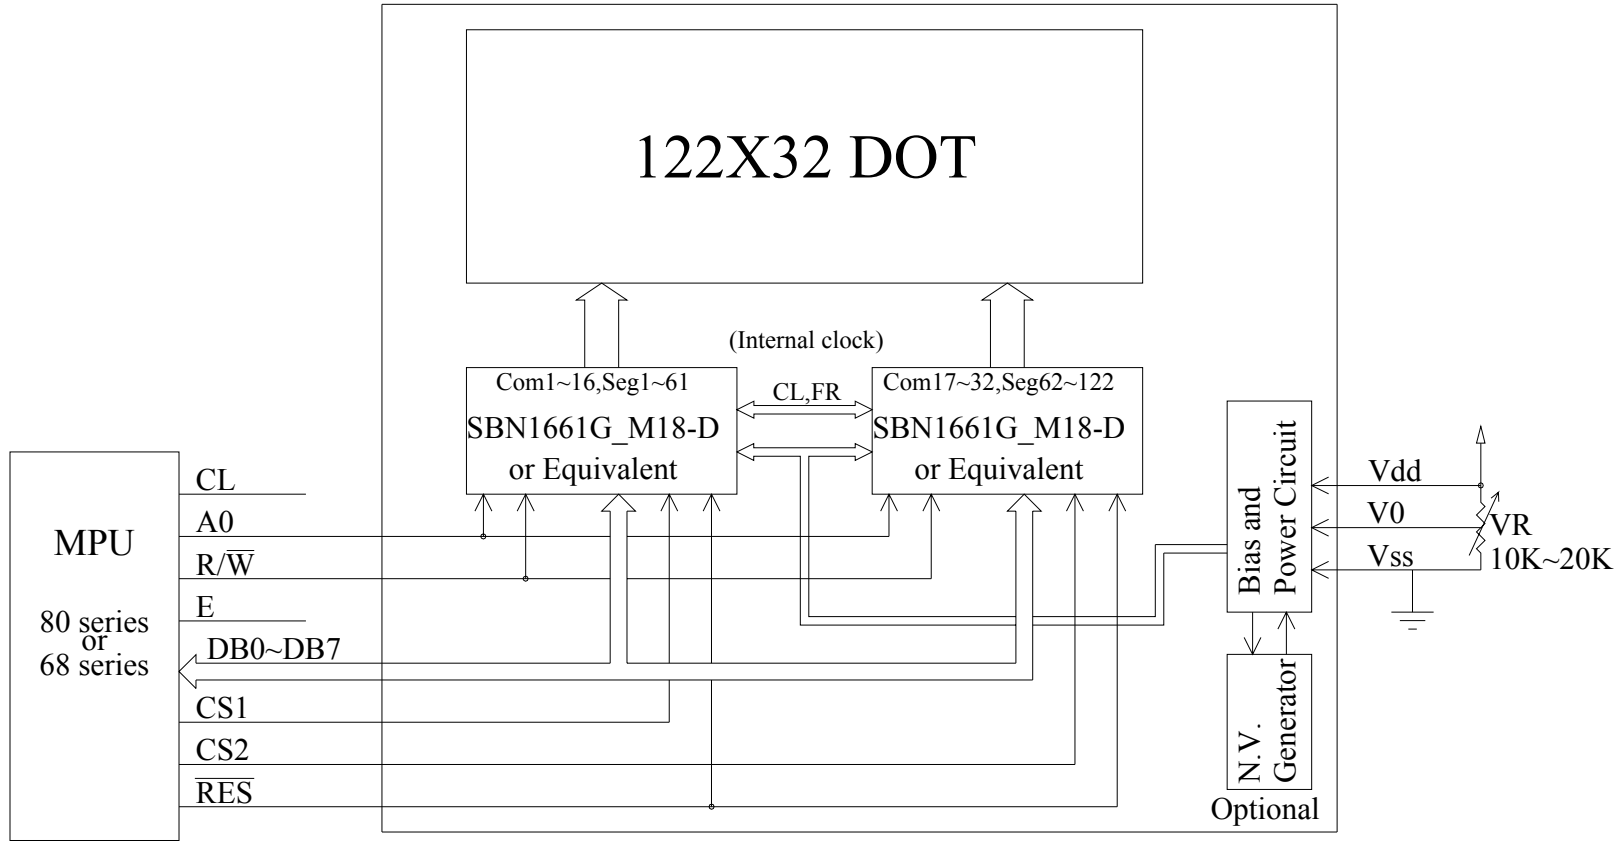 122X32 DOT
(Internal clock)
Com1~16,Seg1~61
SBN1661G_M18-D
or Equivalent
CL,FR
Com17~32,Seg62~122
SBN1661G_M18-D
or Equivalent
MPU
80 series
or
68 series
CL
A0
R/W̅
E
DB0~DB7
CS1
CS2
R̅E̅S̅
Bias and
Power Circuit
N.V.
Generator
Optional
Vdd
V0
Vss
VR
10K~20K